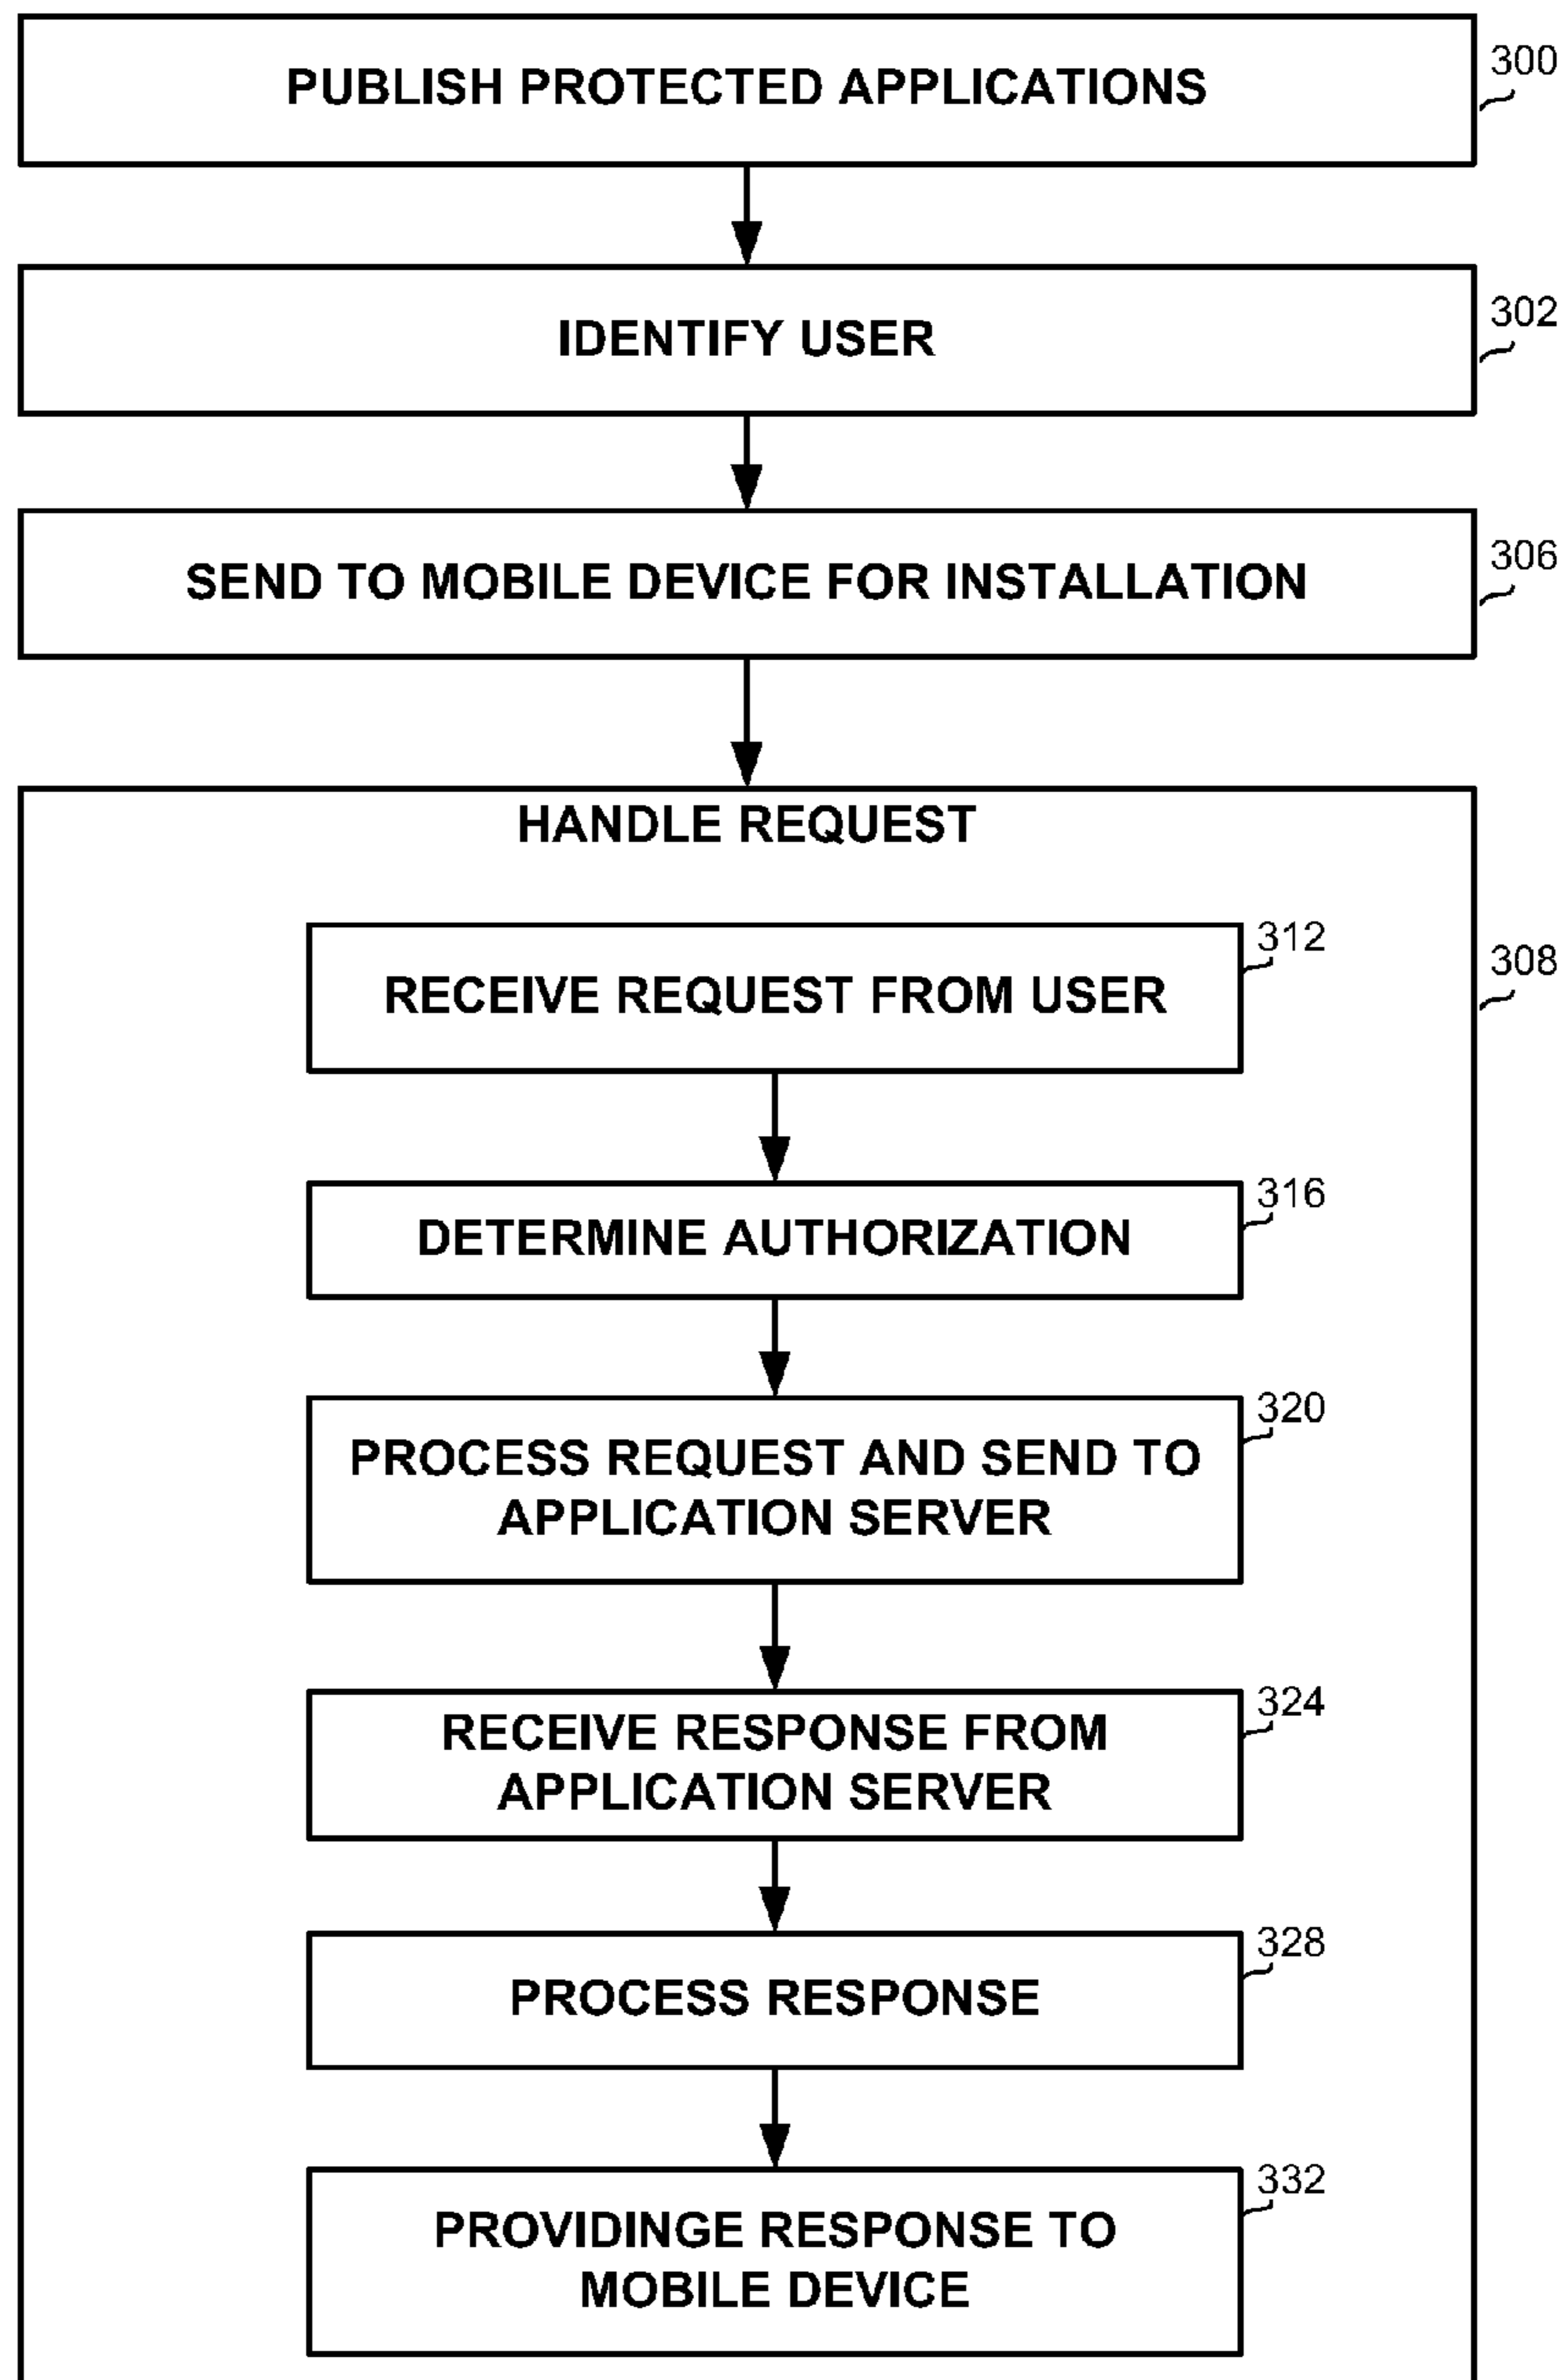 PUBLISH PROTECTED APPLICATIONS
300
IDENTIFY USER
302
SEND TO MOBILE DEVICE FOR INSTALLATION
306
HANDLE REQUEST
308
312
RECEIVE REQUEST FROM USER
316
DETERMINE AUTHORIZATION
320
PROCESS REQUEST AND SEND TO
APPLICATION SERVER
324
RECEIVE RESPONSE FROM
APPLICATION SERVER
328
PROCESS RESPONSE
332
PROVIDINGE RESPONSE TO
MOBILE DEVICE